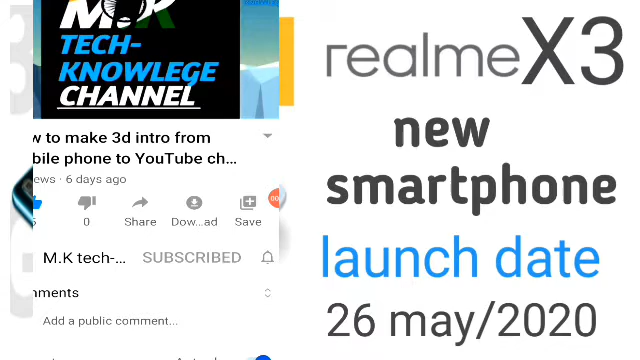 M.K
TECH-
KNOWLEGE
CHANNEL
w to make 3d intro from
bile phone to YouTube ch...
ews · 6 days ago
0
Share
Dow...ad
Save
M.K tech-...
SUBSCRIBED
mments
Add a public comment...
realme X3
new
smartphone
launch date
26 may/2020